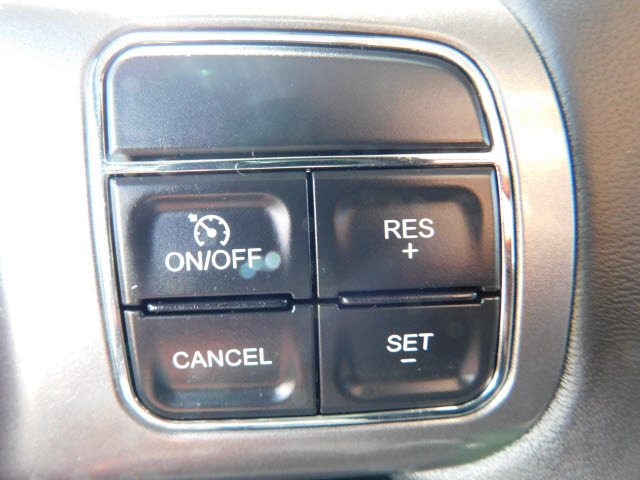 ON/OFF
RES
+
CANCEL
SET
-